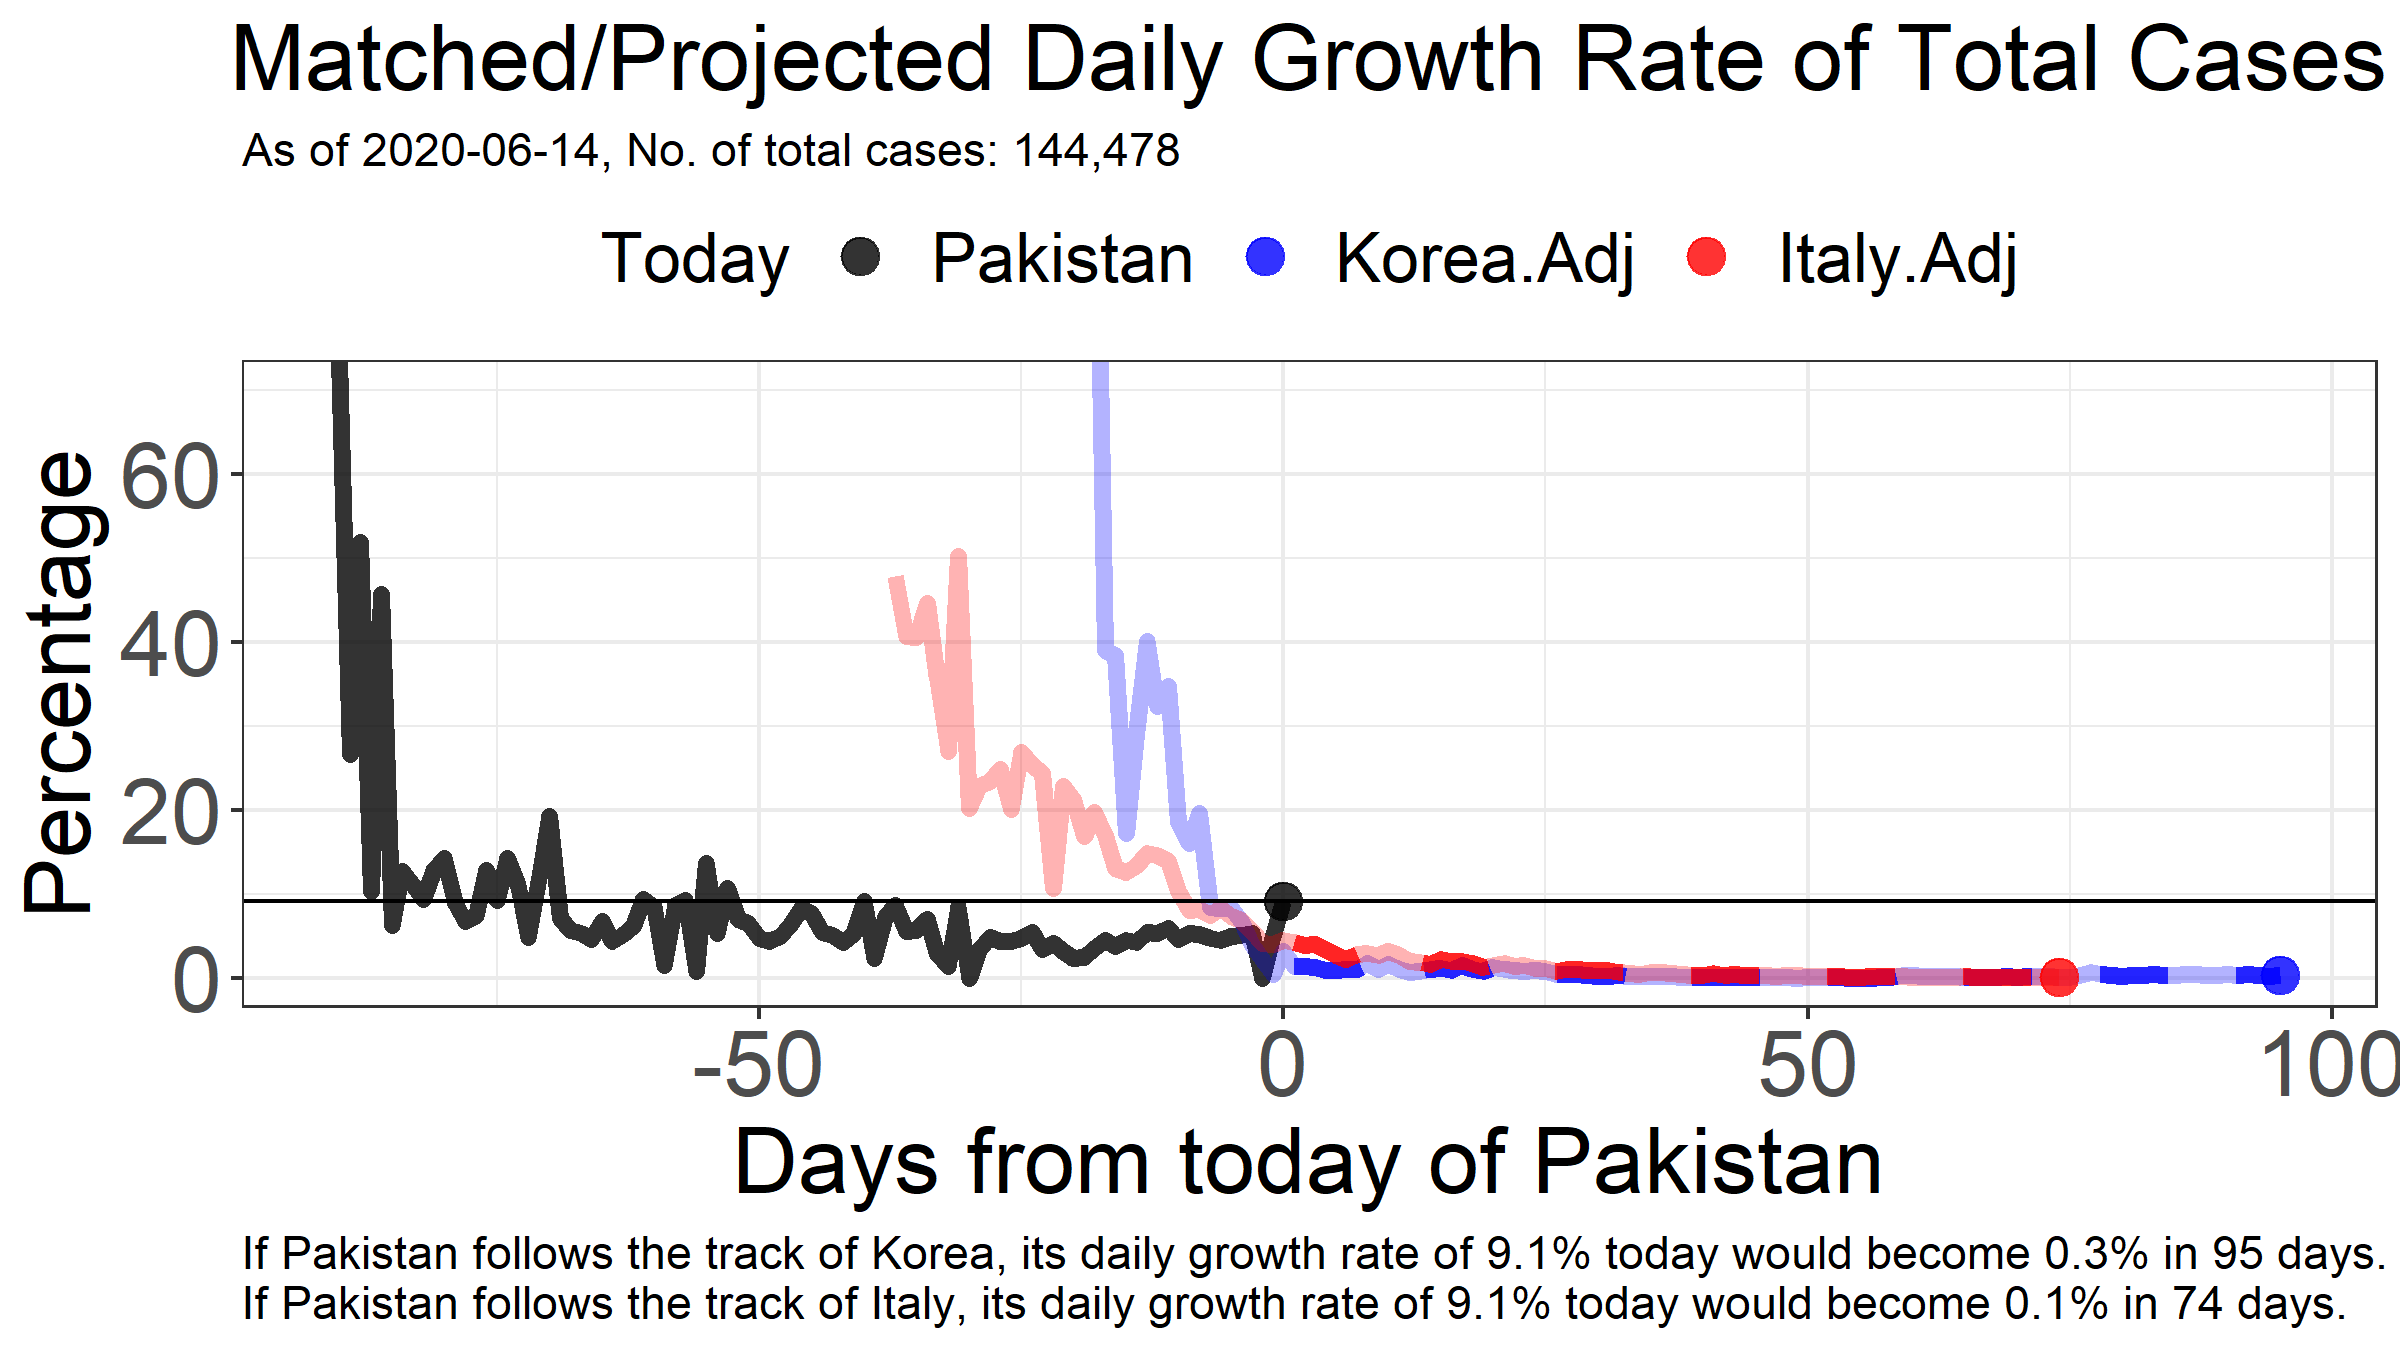 Matched/Projected Daily Growth Rate of Total Cases
As of 2020-06-14, No. of total cases: 144,478
Today Pakistan Korea.Adj Italy.Adj
Percentage
60
40
20
0
-50 0 50 100
Days from today of Pakistan
If Pakistan follows the track of Korea, its daily growth rate of 9.1% today would become 0.3% in 95 days.
If Pakistan follows the track of Italy, its daily growth rate of 9.1% today would become 0.1% in 74 days.